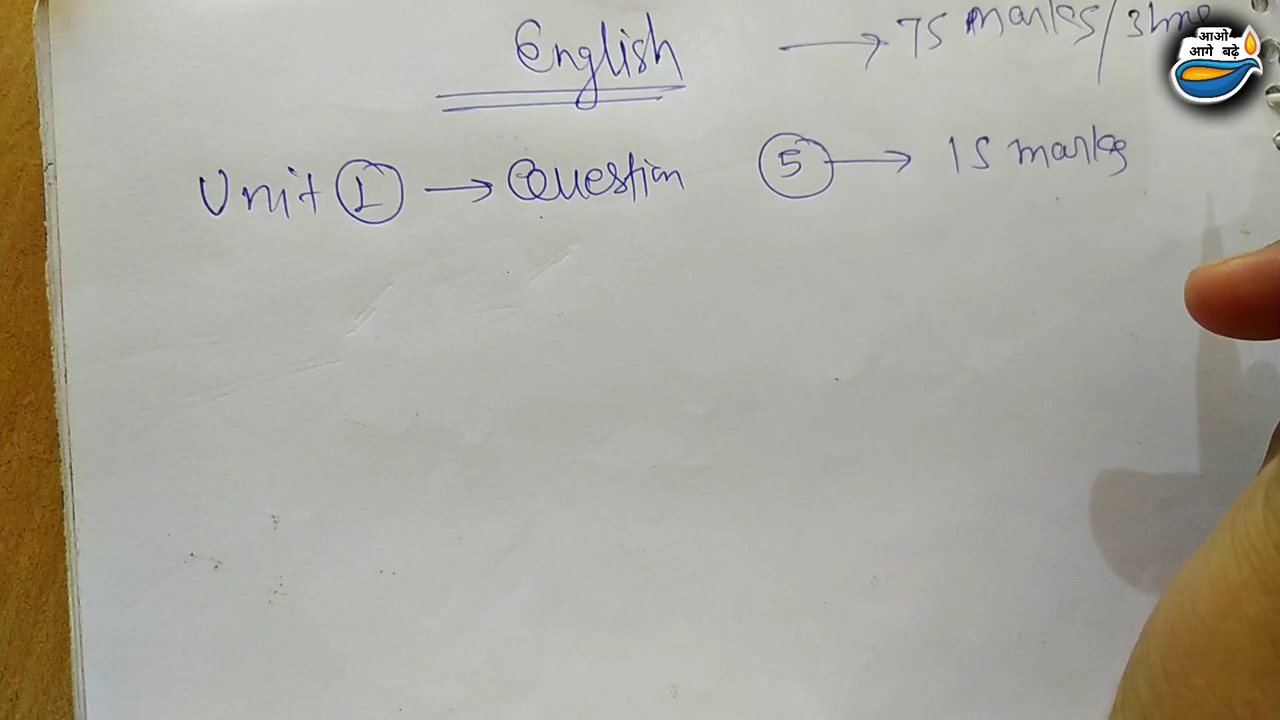 English → 75 marks/3hrs
Unit ① → Question ⑤ → 15 marks
आओ
आगे बढ़े